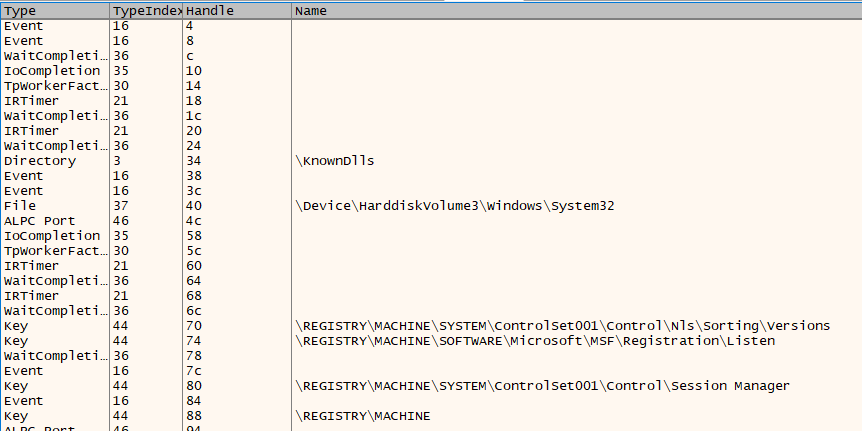 Type TypeIndex Handle Name
Event 16 4
Event 16 8
WaitCompleti... 36 c
IoCompletion 35 10
TpWorkerFact... 30 14
IRTimer 21 18
WaitCompleti... 36 1c
IRTimer 21 20
WaitCompleti... 36 24
Directory 3 34 \KnownDlls
Event 16 38
Event 16 3c
File 37 40 \Device\HarddiskVolume3\Windows\System32
ALPC Port 46 4c
IoCompletion 35 58
TpWorkerFact... 30 5c
IRTimer 21 60
WaitCompleti... 36 64
IRTimer 21 68
WaitCompleti... 36 6c
Key 44 70 \REGISTRY\MACHINE\SYSTEM\ControlSet001\Control\Nls\Sorting\Versions
Key 44 74 \REGISTRY\MACHINE\SOFTWARE\Microsoft\MSF\Registration\Listen
WaitCompleti... 36 78
Event 16 7c
Key 44 80 \REGISTRY\MACHINE\SYSTEM\ControlSet001\Control\Session Manager
Event 16 84
Key 44 88 \REGISTRY\MACHINE
ALPC Port 46 94